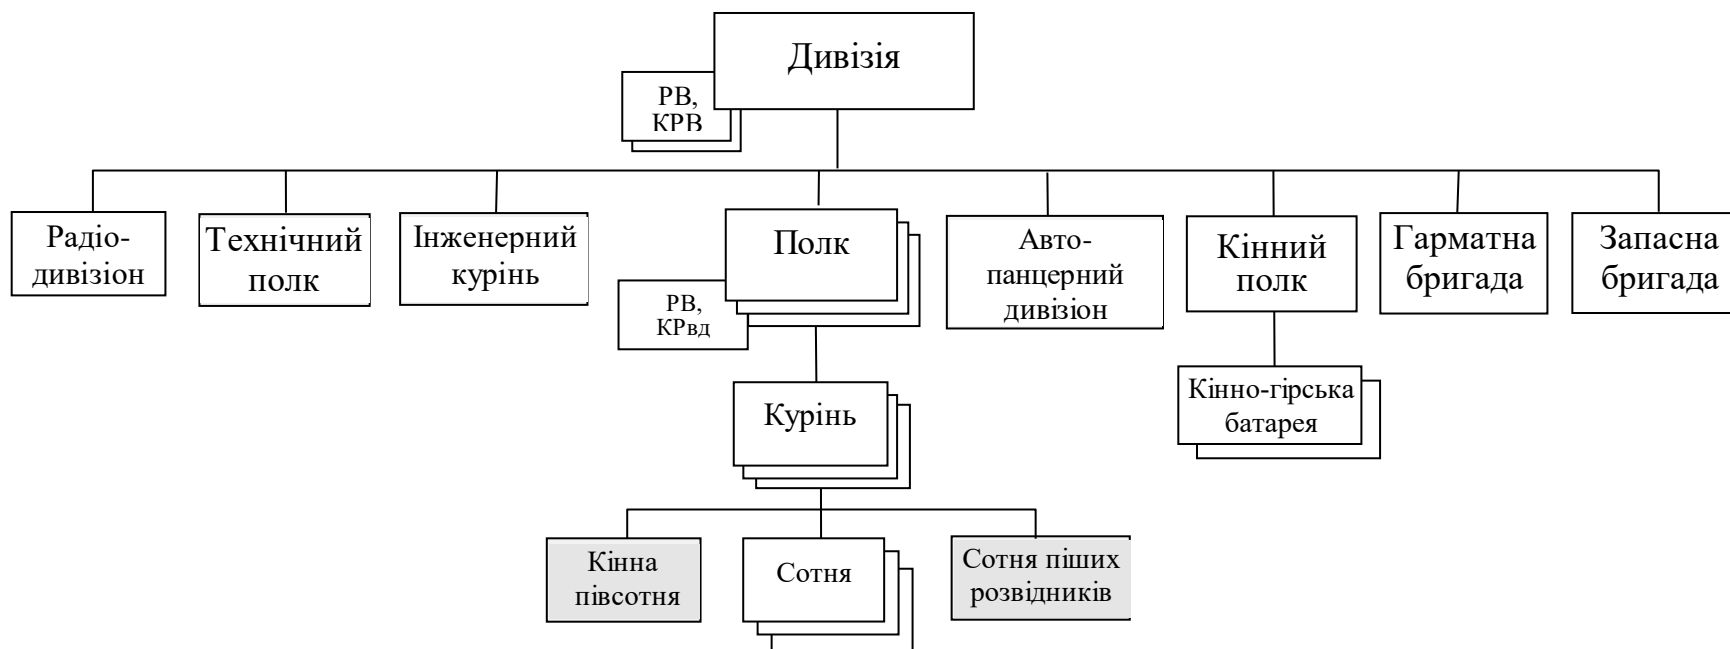 Дивізія
РВ,
КРВ
Радіо-
дивізіон
Технічний
полк
Інженерний
курінь
Полк
Авто-
панцерний
дивізіон
Кінний
полк
Гарматна
бригада
Запасна
бригада
РВ,
КРвд
Курінь
Кінно-гірська
батарея
Кінна
півсотня
Сотня
Сотня піших
розвідників